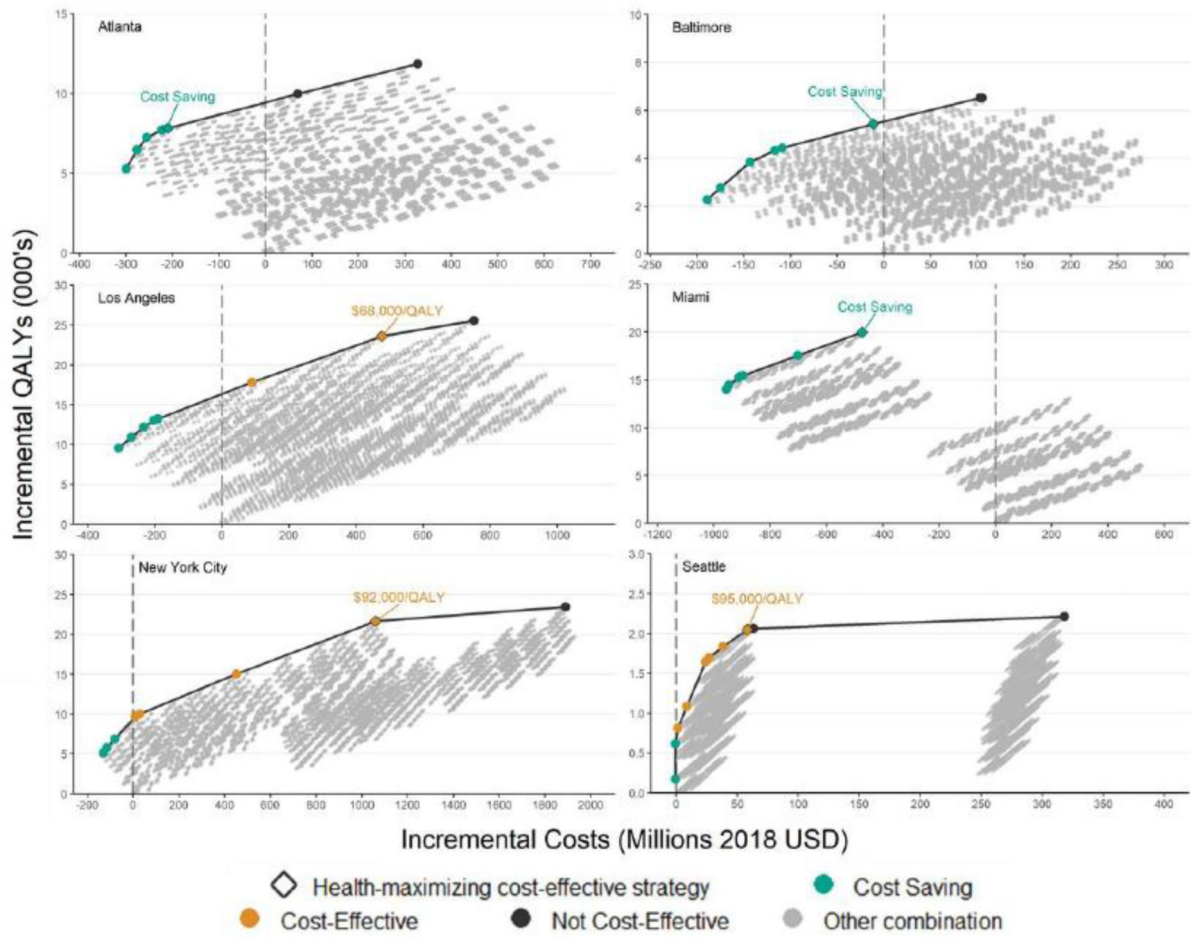 Incremental QALYs (000's)
Atlanta
Cost Saving
15
10
5
0
-400 -300 -200 -100 0 100 200 300 400 500 600 700
Baltimore
Cost Saving
10
8
6
4
2
0
-250 -200 -150 -100 -50 0 50 100 150 200 250 300
Los Angeles
$68,000/QALY
30
25
20
15
10
5
0
-400 -200 0 200 400 600 800 1000
Miami
Cost Saving
25
20
15
10
5
0
-1200 -1000 -800 -600 -400 -200 0 200 400 600
New York City
$92,000/QALY
30
25
20
15
10
5
0
-200 0 200 400 600 800 1000 1200 1400 1600 1800 2000
Seattle
$95,000/QALY
3.0
2.5
2.0
1.5
1.0
0.5
0.0
0 50 100 150 200 250 300 350 400
Incremental Costs (Millions 2018 USD)
Health-maximizing cost-effective strategy Cost Saving
Cost-Effective Not Cost-Effective Other combination